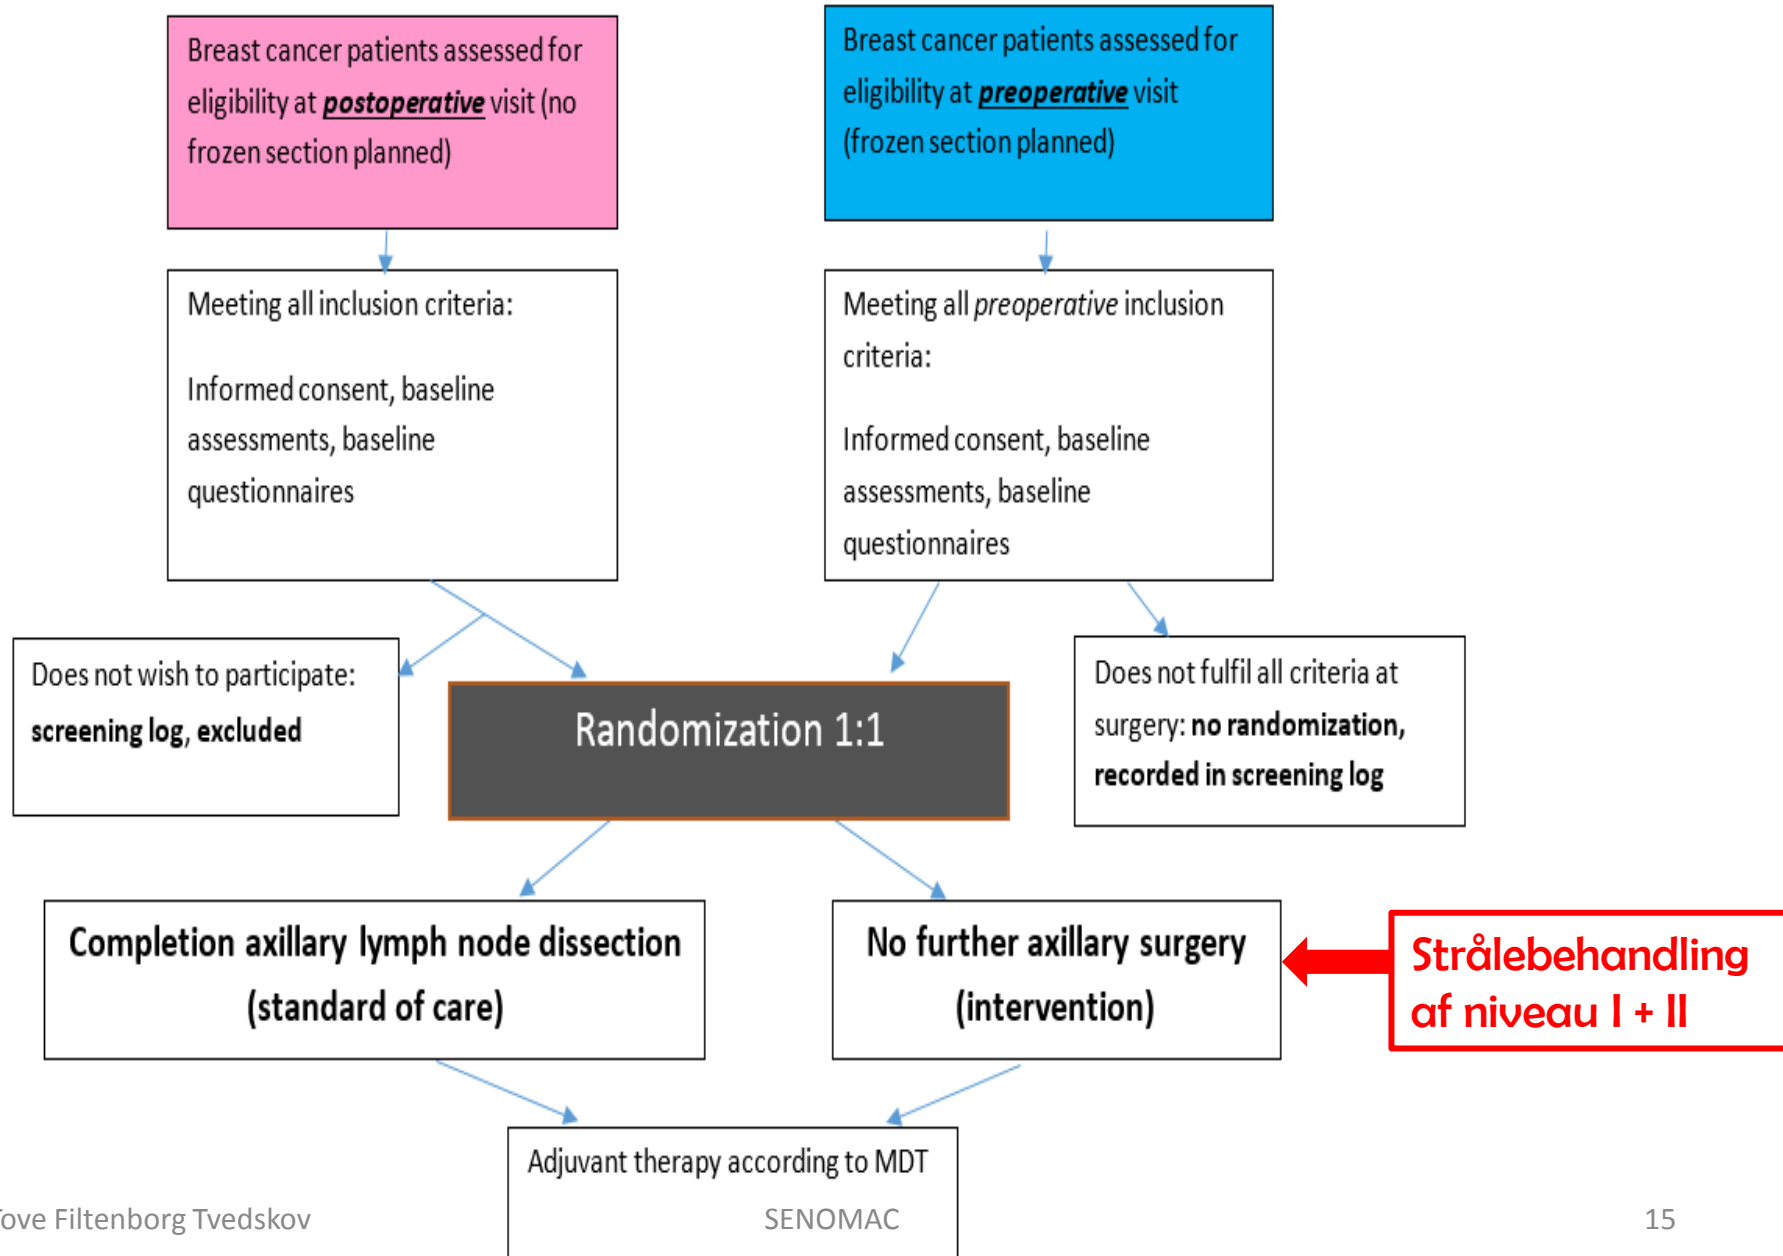 Breast cancer patients assessed for
eligibility at postoperative visit (no
frozen section planned)
Breast cancer patients assessed for
eligibility at preoperative visit
(frozen section planned)
Meeting all inclusion criteria:
Informed consent, baseline
assessments, baseline
questionnaires
Meeting all preoperative inclusion
criteria:
Informed consent, baseline
assessments, baseline
questionnaires
Does not wish to participate:
screening log, excluded
Randomization 1:1
Does not fulfil all criteria at
surgery: no randomization,
recorded in screening log
Completion axillary lymph node dissection
(standard of care)
No further axillary surgery
(intervention)
Strålebehandling
af niveau I + II
Adjuvant therapy according to MDT
Tove Filtenborg Tvedskov
SENOMAC
15